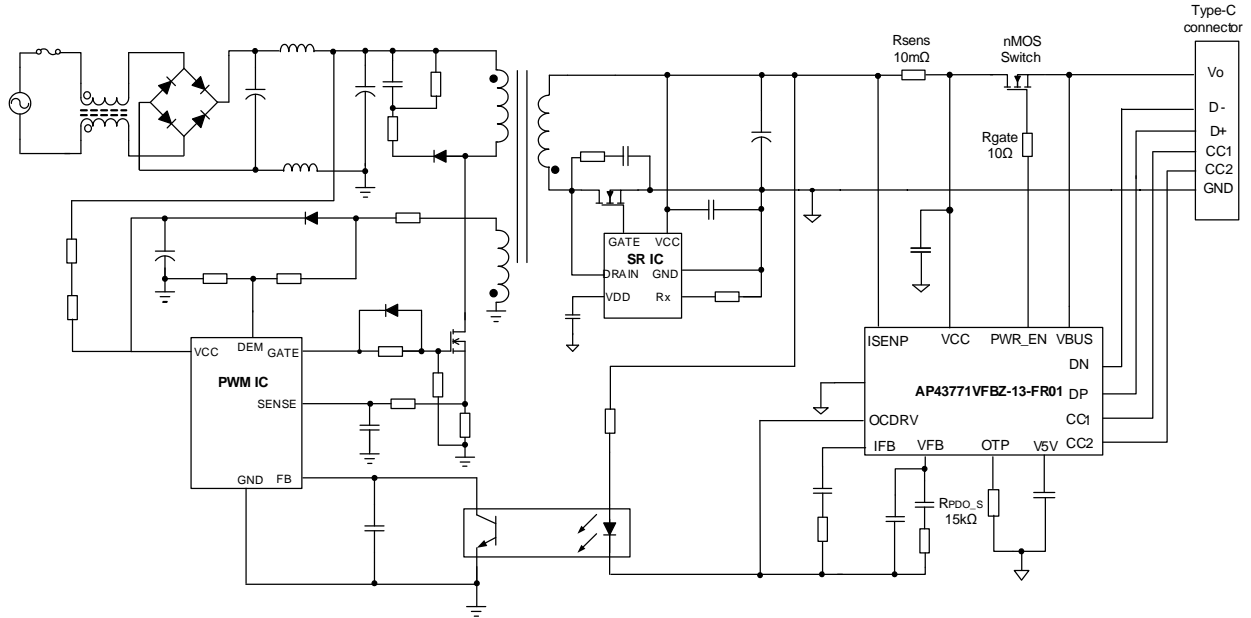 Type-C
connector
Rsens
10mΩ
nMOS
Switch
Vo
D -
D+
CC1
CC2
GND
Rgate
10Ω
GATE
VCC
SR IC
DRAIN
GND
VDD
Rx
VCC
DEM
GATE
PWM IC
SENSE
GND
FB
ISENP
VCC
PWR_EN
VBUS
DN
AP43771VFBZ-13-FR01
DP
OCDRV
CC1
IFB
VFB
OTP
V5V
CC2
RPDO_S
15kΩ